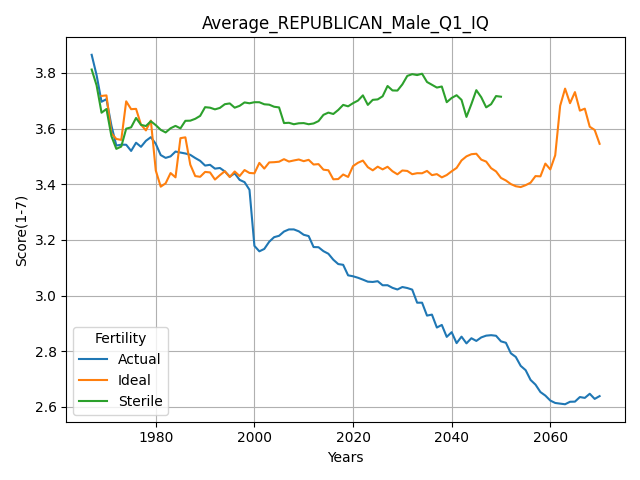 Average_REPUBLICAN_Male_Q1_IQ
Score(1-7)
3.8
3.6
3.4
3.2
3.0
2.8
2.6
Fertility
Actual
Ideal
Sterile
1980 2000 2020 2040 2060
Years